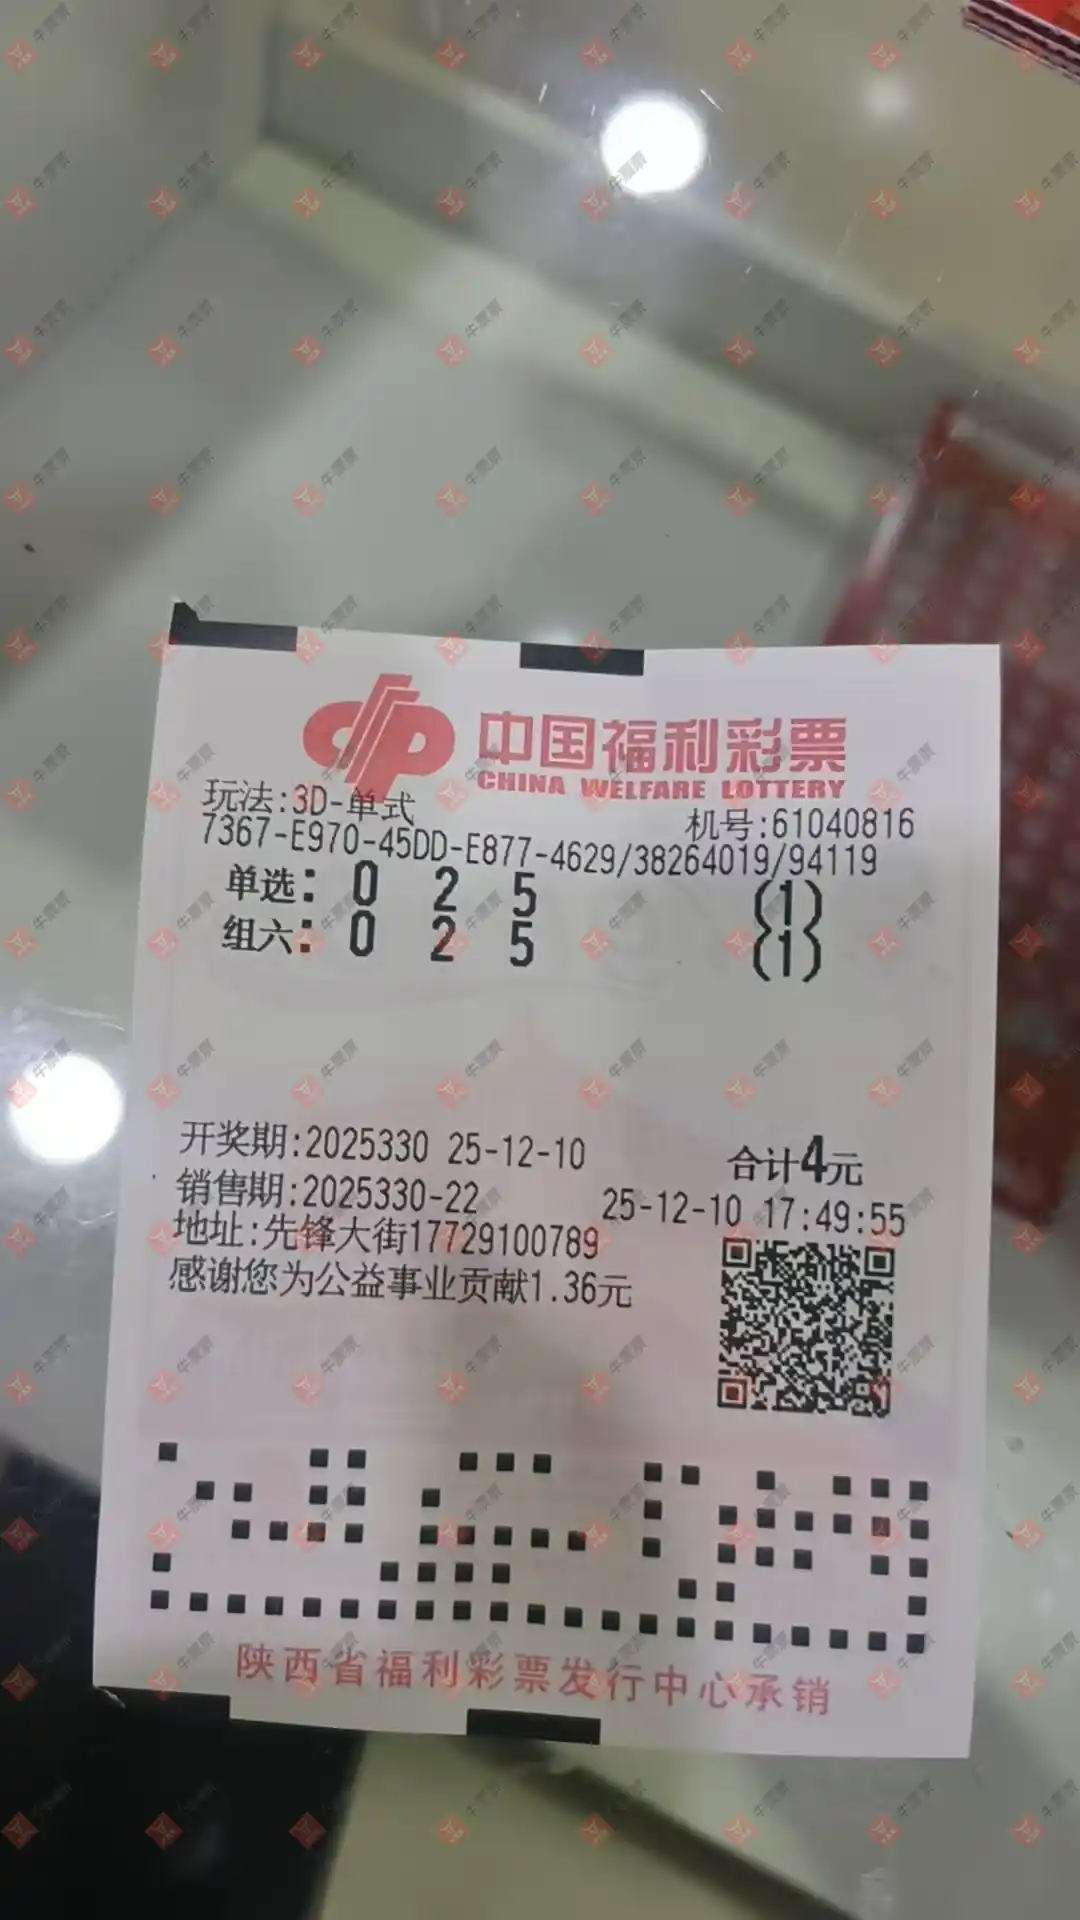 中国福利彩票
CHINA WELFARE LOTTERY
玩法:3D-单式
机号:61040816
7367-E970-45DD-E877-4629/38264019/94119
单选: 0 2 5 (1)
组六: 0 2 5 (1)
开奖期:2025330 25-12-10
合计4元
销售期:2025330-22
25-12-10 17:49:55
地址:先锋大街17729100789
感谢您为公益事业贡献1.36元
陕西省福利彩票发行中心承销